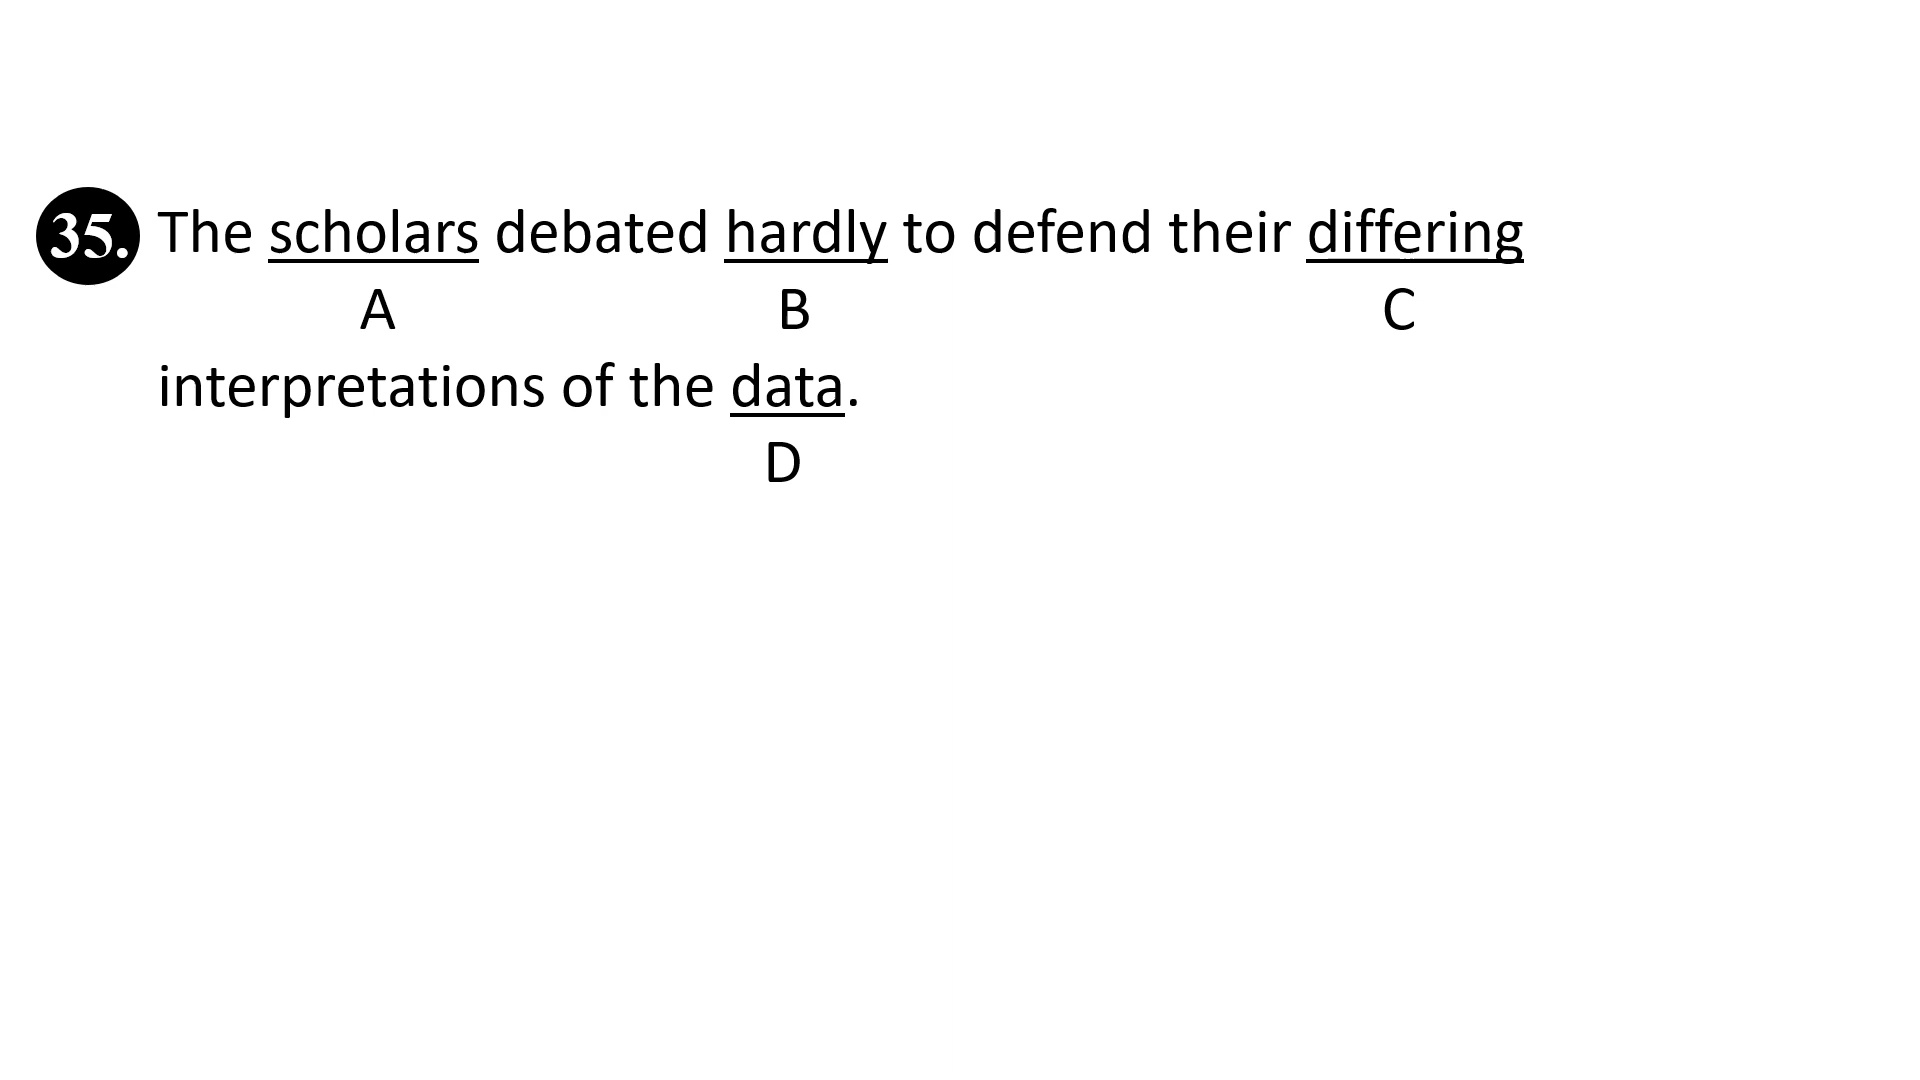 35. The scholars debated hardly to defend their differing
A B C
interpretations of the data.
D